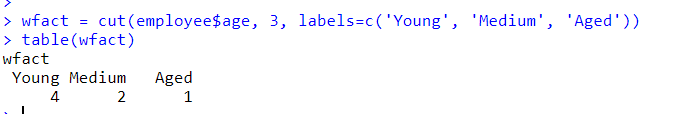 >
> wfact = cut(employee$age, 3, labels=c('Young', 'Medium', 'Aged'))
> table(wfact)
wfact
 Young Medium   Aged
     4      2      1
>